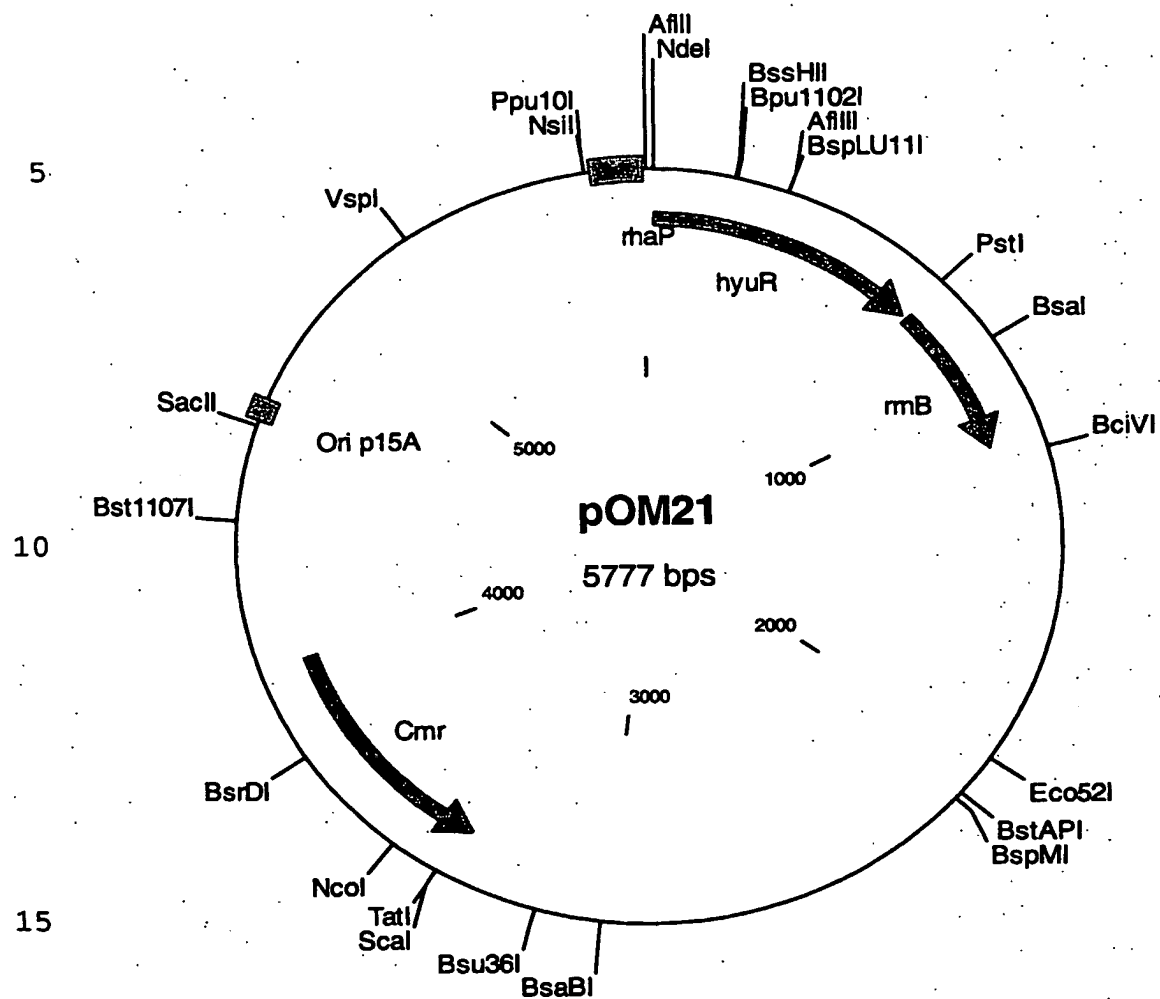 AflII
NdeI
BssHII
Bpu1102I
AflIII
BspLU11I
Ppu10I
NsiI
5
VspI
PstI
rhaP
hyuR
BsaI
I
SacII
rrnB
BciVI
Ori p15A
5000
1000
Bst1107I
pOM21
10
5777 bps
4000
2000
3000
Cmr
BsrDI
Eco52I
BstAPI
BspMI
NcoI
TatI
ScaI
15
Bsu36I
BsaBI